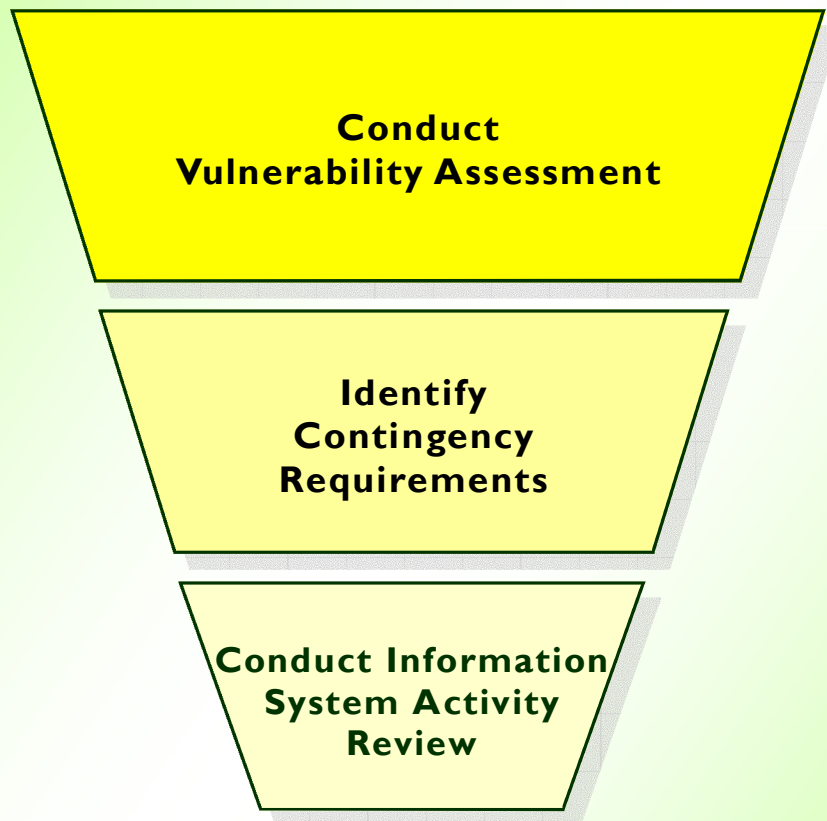 Conduct
Vulnerability Assessment
Identify
Contingency
Requirements
Conduct Information
System Activity
Review